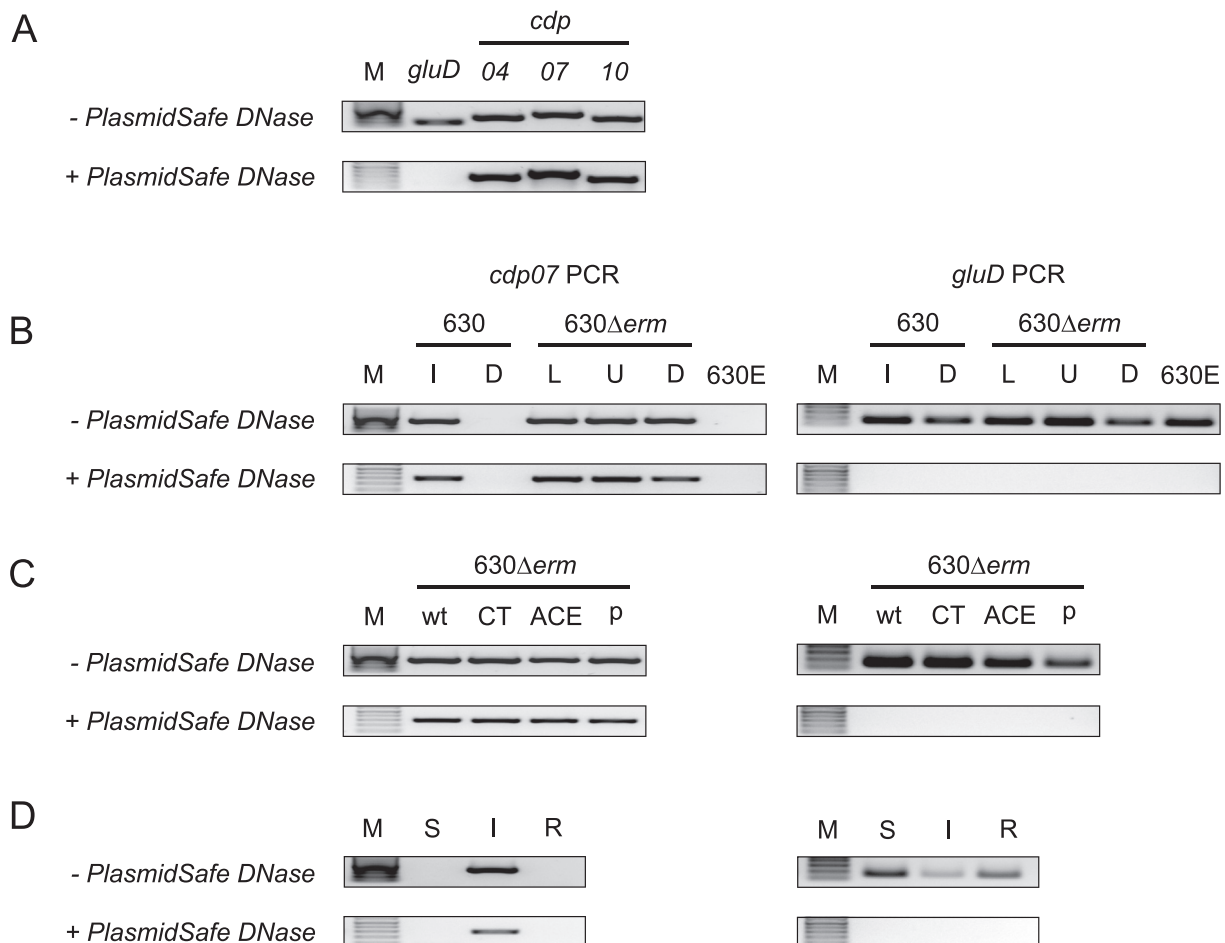 A
cdp
M gluD 04 07 10
- PlasmidSafe DNase
+ PlasmidSafe DNase
cdp07 PCR gluD PCR
B
630 630Δerm 630 630Δerm
M I D L U D 630E M I D L U D 630E
- PlasmidSafe DNase
+ PlasmidSafe DNase
C
630Δerm 630Δerm
M wt CT ACE p M wt CT ACE p
- PlasmidSafe DNase
+ PlasmidSafe DNase
D
M S I R M S I R
- PlasmidSafe DNase
+ PlasmidSafe DNase